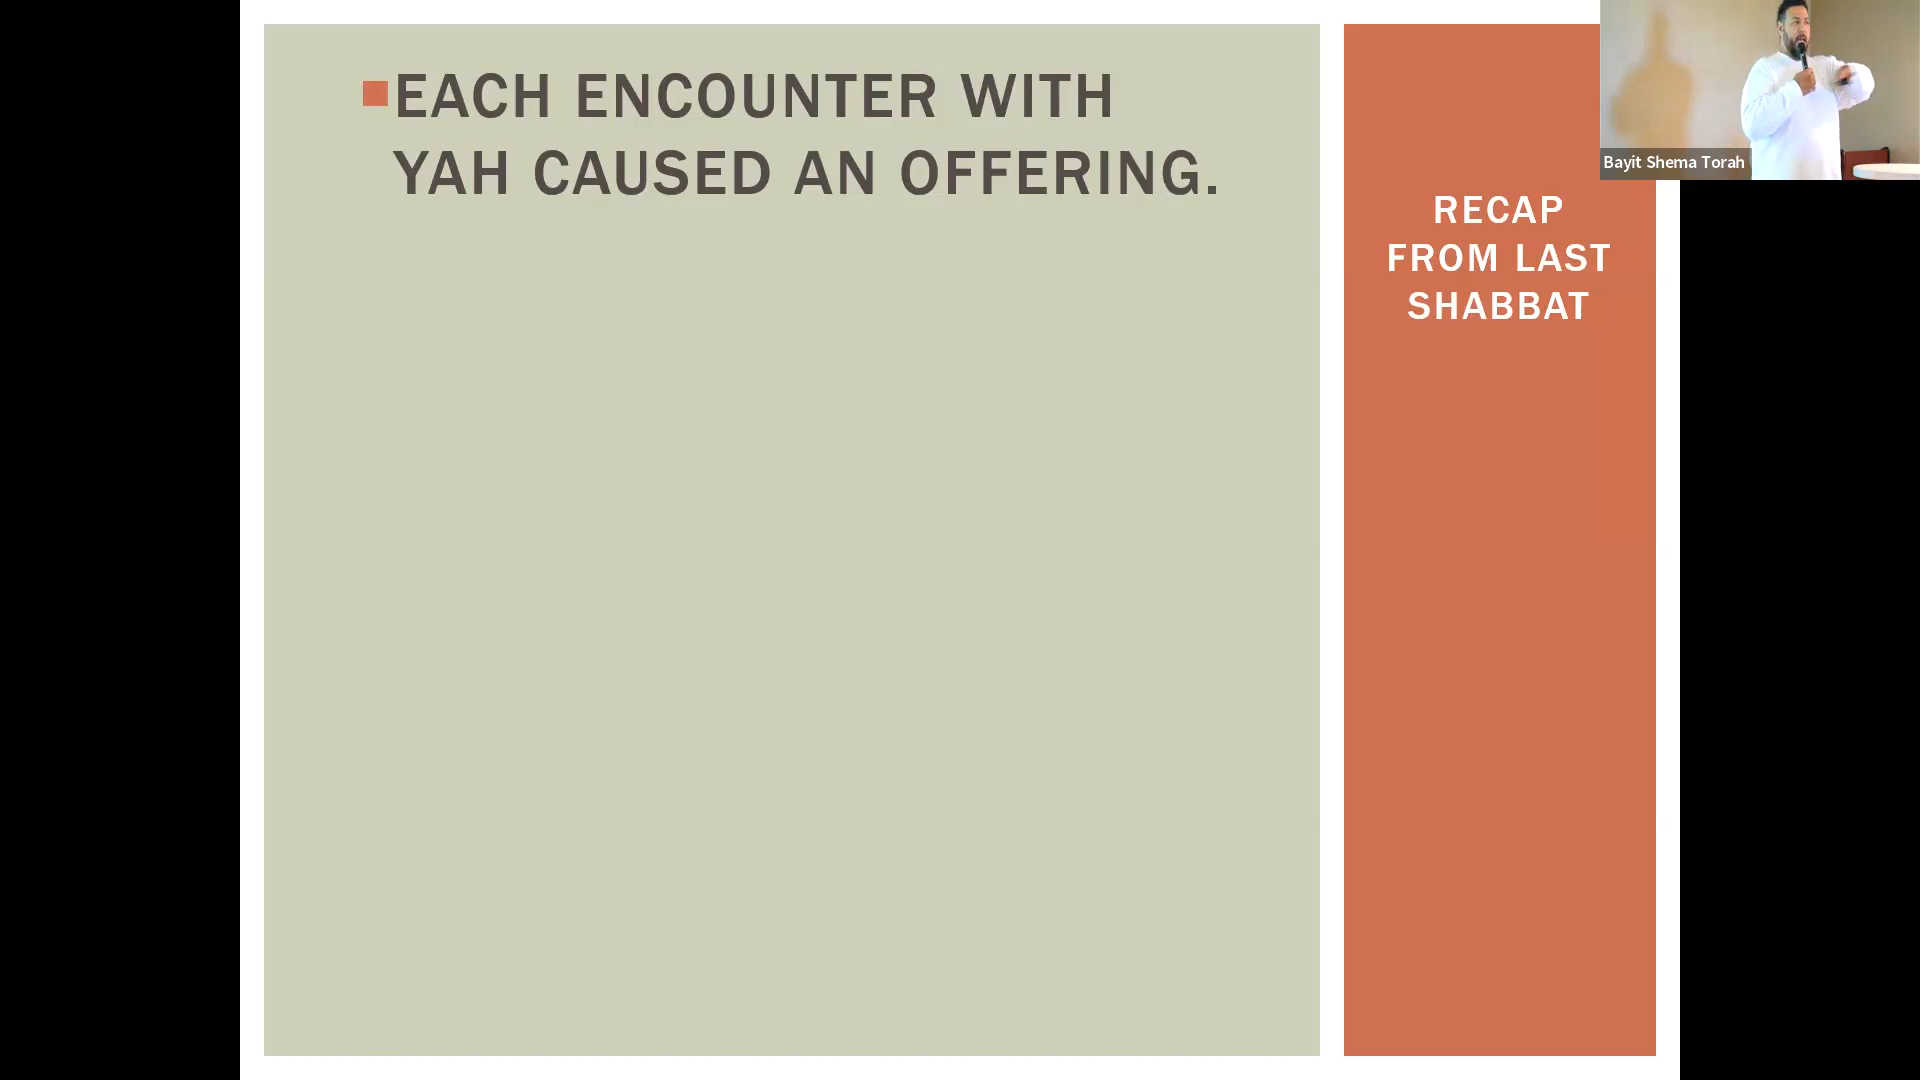 EACH ENCOUNTER WITH
YAH CAUSED AN OFFERING.
RECAP
FROM LAST
SHABBAT
Bayit Shema Torah